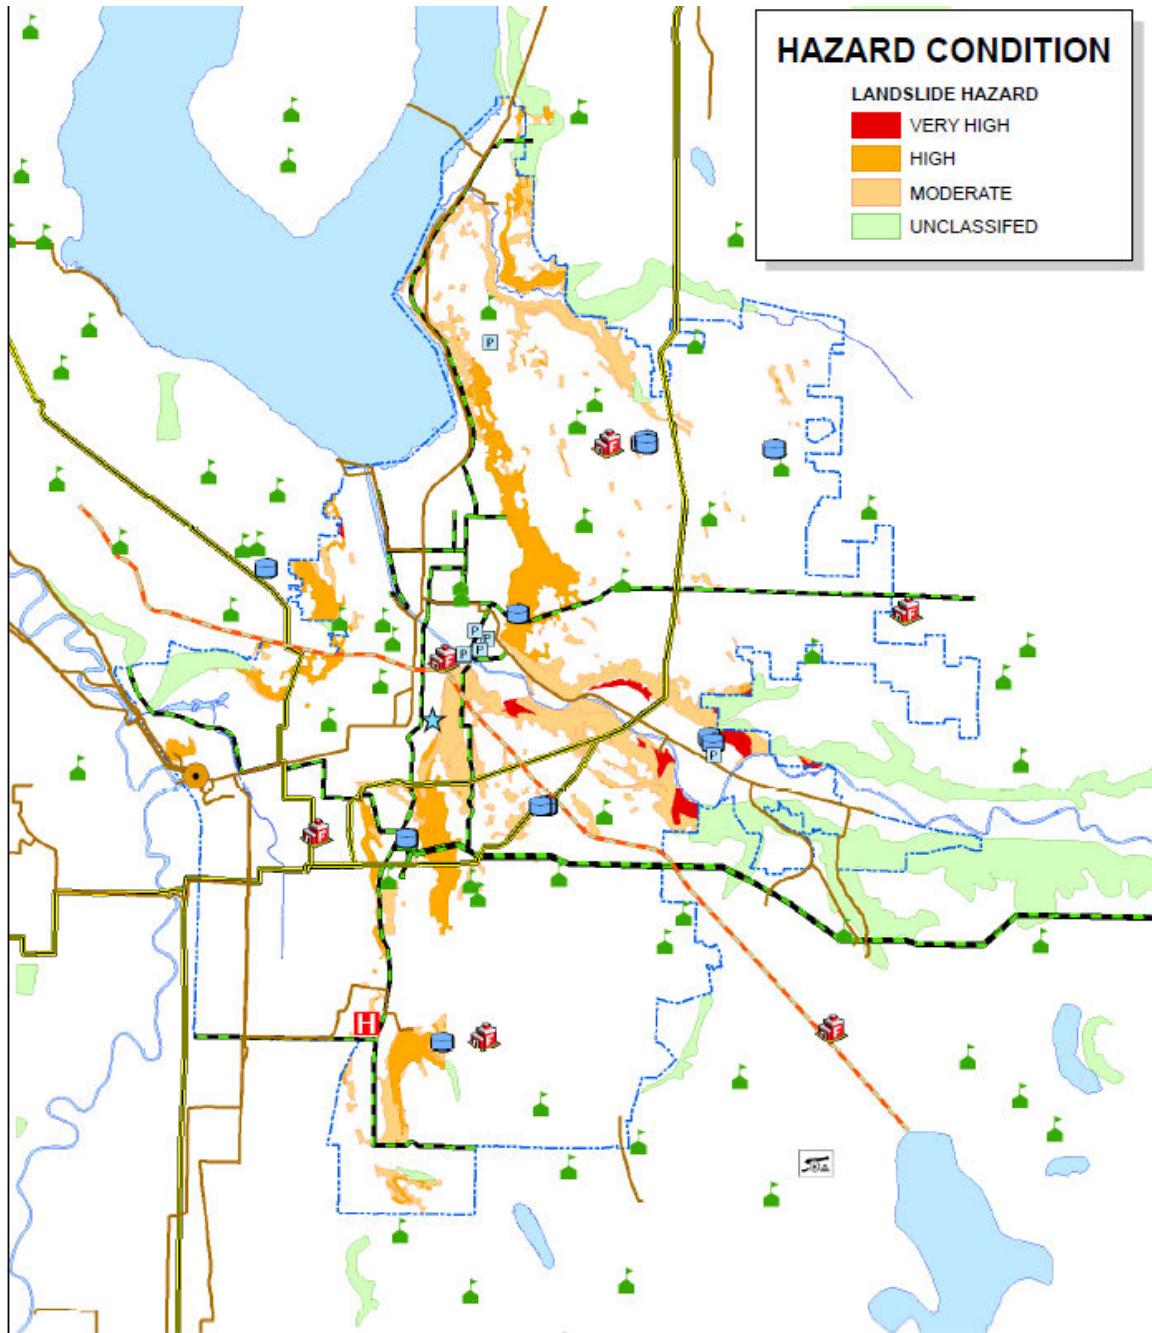 HAZARD CONDITION
LANDSLIDE HAZARD
VERY HIGH
HIGH
MODERATE
UNCLASSIFED
P
F
F
P
P
P
F
P
P
F
H
F
F